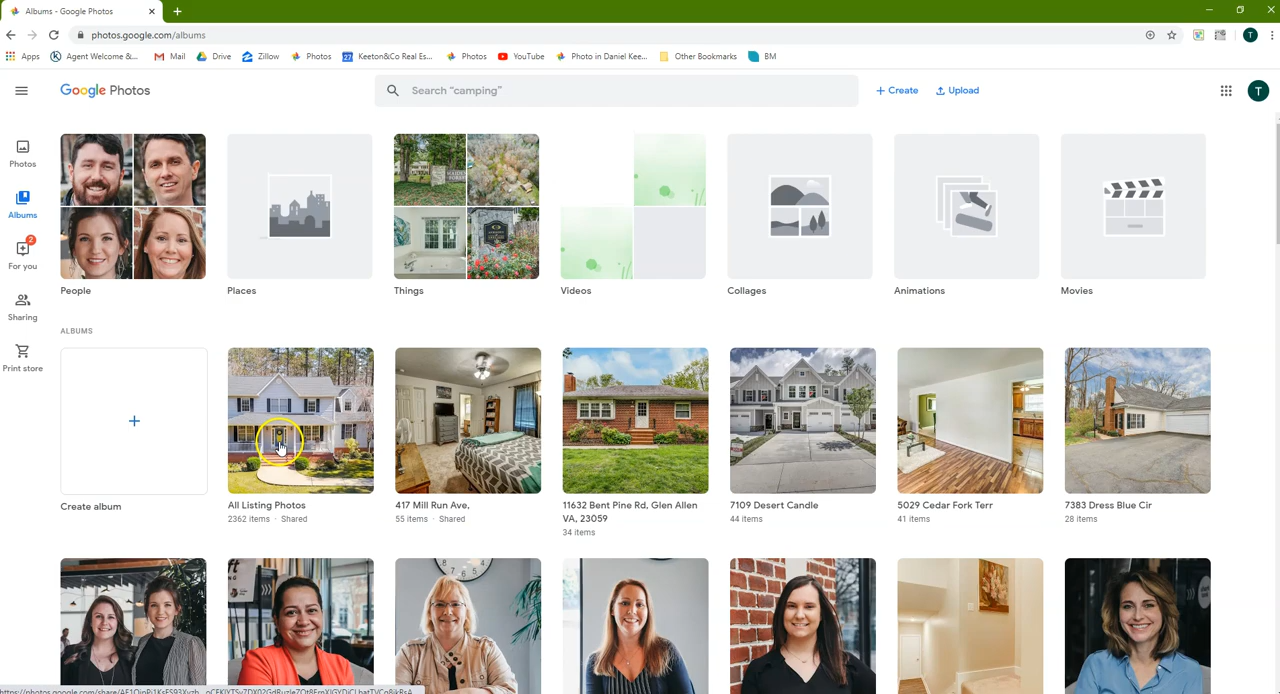 Albums - Google Photos
photos.google.com/albums
T
Apps
Agent Welcome &...
Mail
Drive
Zillow
Photos
27
Keeton&Co Real Es...
Photos
YouTube
Photo in Daniel Kee...
Other Bookmarks
BM
Google Photos
Search "camping"
+ Create
Upload
T
Photos
Albums
2
For you
Sharing
Print store
People
Places
Things
Videos
Collages
Animations
Movies
ALBUMS
Create album
All Listing Photos
2362 items · Shared
417 Mill Run Ave,
55 items · Shared
11632 Bent Pine Rd, Glen Allen
VA, 23059
34 items
7109 Desert Candle
44 items
5029 Cedar Fork Terr
41 items
7383 Dress Blue Cir
28 items